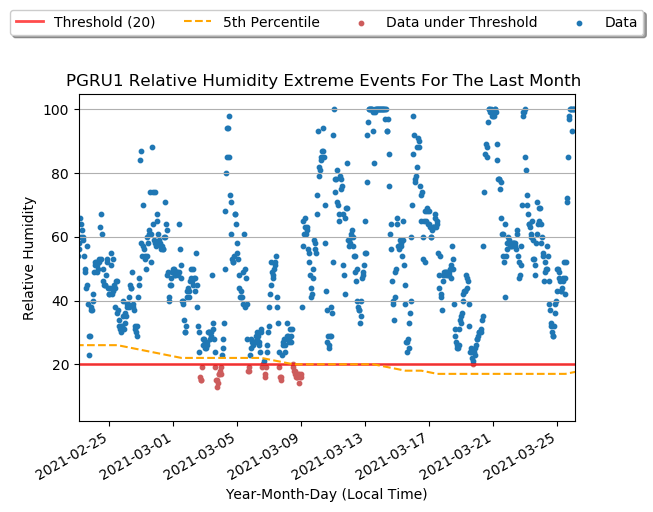 Threshold (20) 5th Percentile Data under Threshold Data
PGRU1 Relative Humidity Extreme Events For The Last Month
100
80
60
40
20
Relative Humidity
2021-02-25 2021-03-01 2021-03-05 2021-03-09 2021-03-13 2021-03-17 2021-03-21 2021-03-25
Year-Month-Day (Local Time)